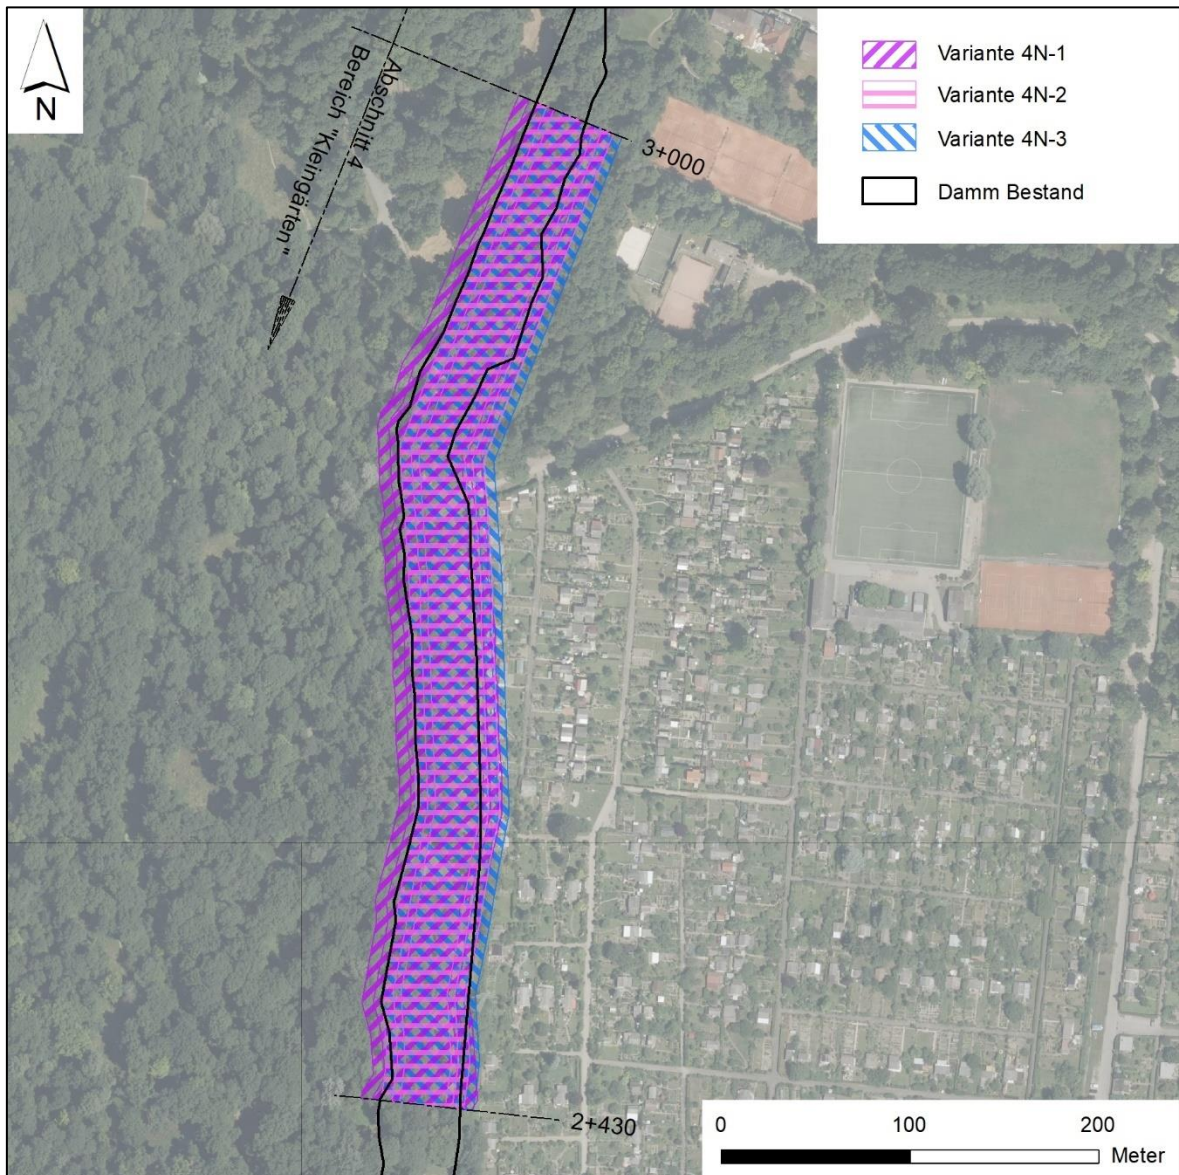 N
Abschnitt 4
Bereich "Kleingärten"
Variante 4N-1
Variante 4N-2
Variante 4N-3
Damm Bestand
3+000
2+430
0 100 200
Meter